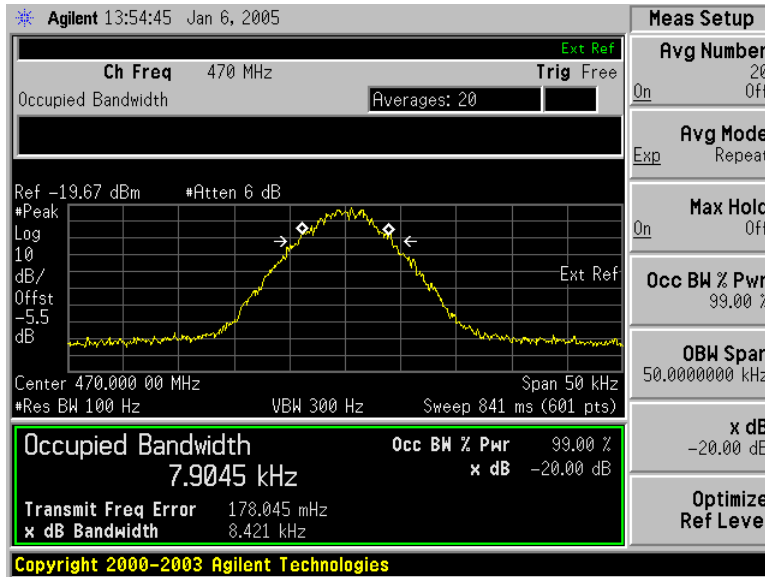 Agilent 13:54:45 Jan 6, 2005
Meas Setup
Ext Ref
Ch Freq 470 MHz Trig Free
Occupied Bandwidth Averages: 20
Ref -19.67 dBm #Atten 6 dB
#Peak
Log
10
dB/
Offst
-5.5
dB
Ext Ref
Center 470.000 00 MHz Span 50 kHz
#Res BW 100 Hz VBW 300 Hz Sweep 841 ms (601 pts)
Occupied Bandwidth Occ BW % Pwr 99.00 %
7.9045 kHz x dB -20.00 dB
Transmit Freq Error 178.045 mHz
x dB Bandwidth 8.421 kHz
Copyright 2000-2003 Agilent Technologies
Avg Number
20
On Off
Avg Mode
Exp Repeat
Max Hold
On Off
Occ BW % Pwr
99.00 %
OBW Span
50.0000000 kHz
x dB
-20.00 dB
Optimize
Ref Level